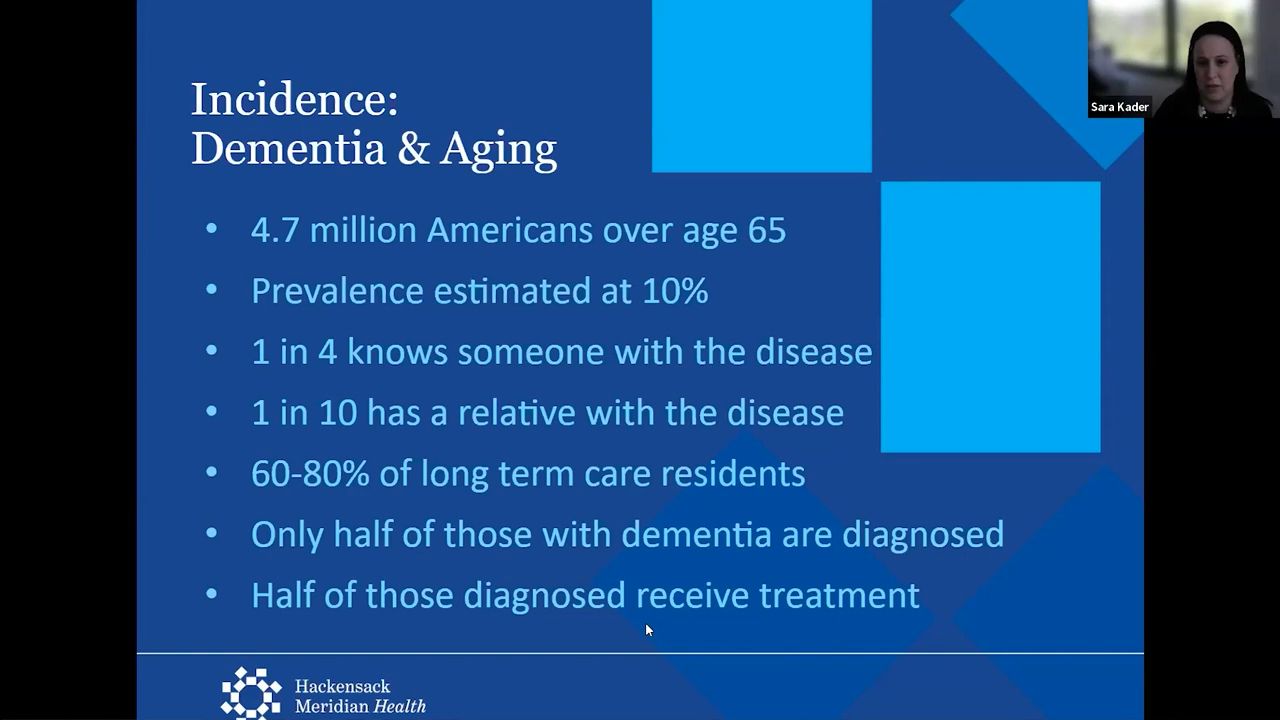 Incidence:
Dementia & Aging
• 4.7 million Americans over age 65
• Prevalence estimated at 10%
• 1 in 4 knows someone with the disease
• 1 in 10 has a relative with the disease
• 60-80% of long term care residents
• Only half of those with dementia are diagnosed
• Half of those diagnosed receive treatment
Hackensack
Meridian Health
Sara Kader